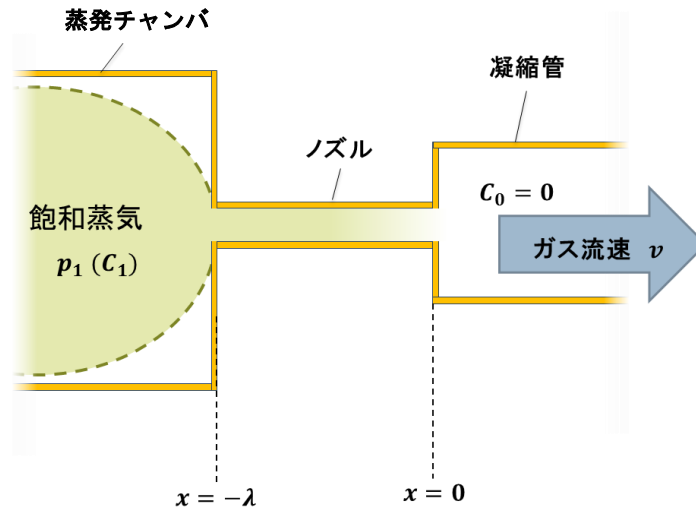 蒸発チャンバ
凝縮管
ノズル
C₀ = 0
飽和蒸気
p₁ (C₁)
ガス流速 v
x = −λ
x = 0